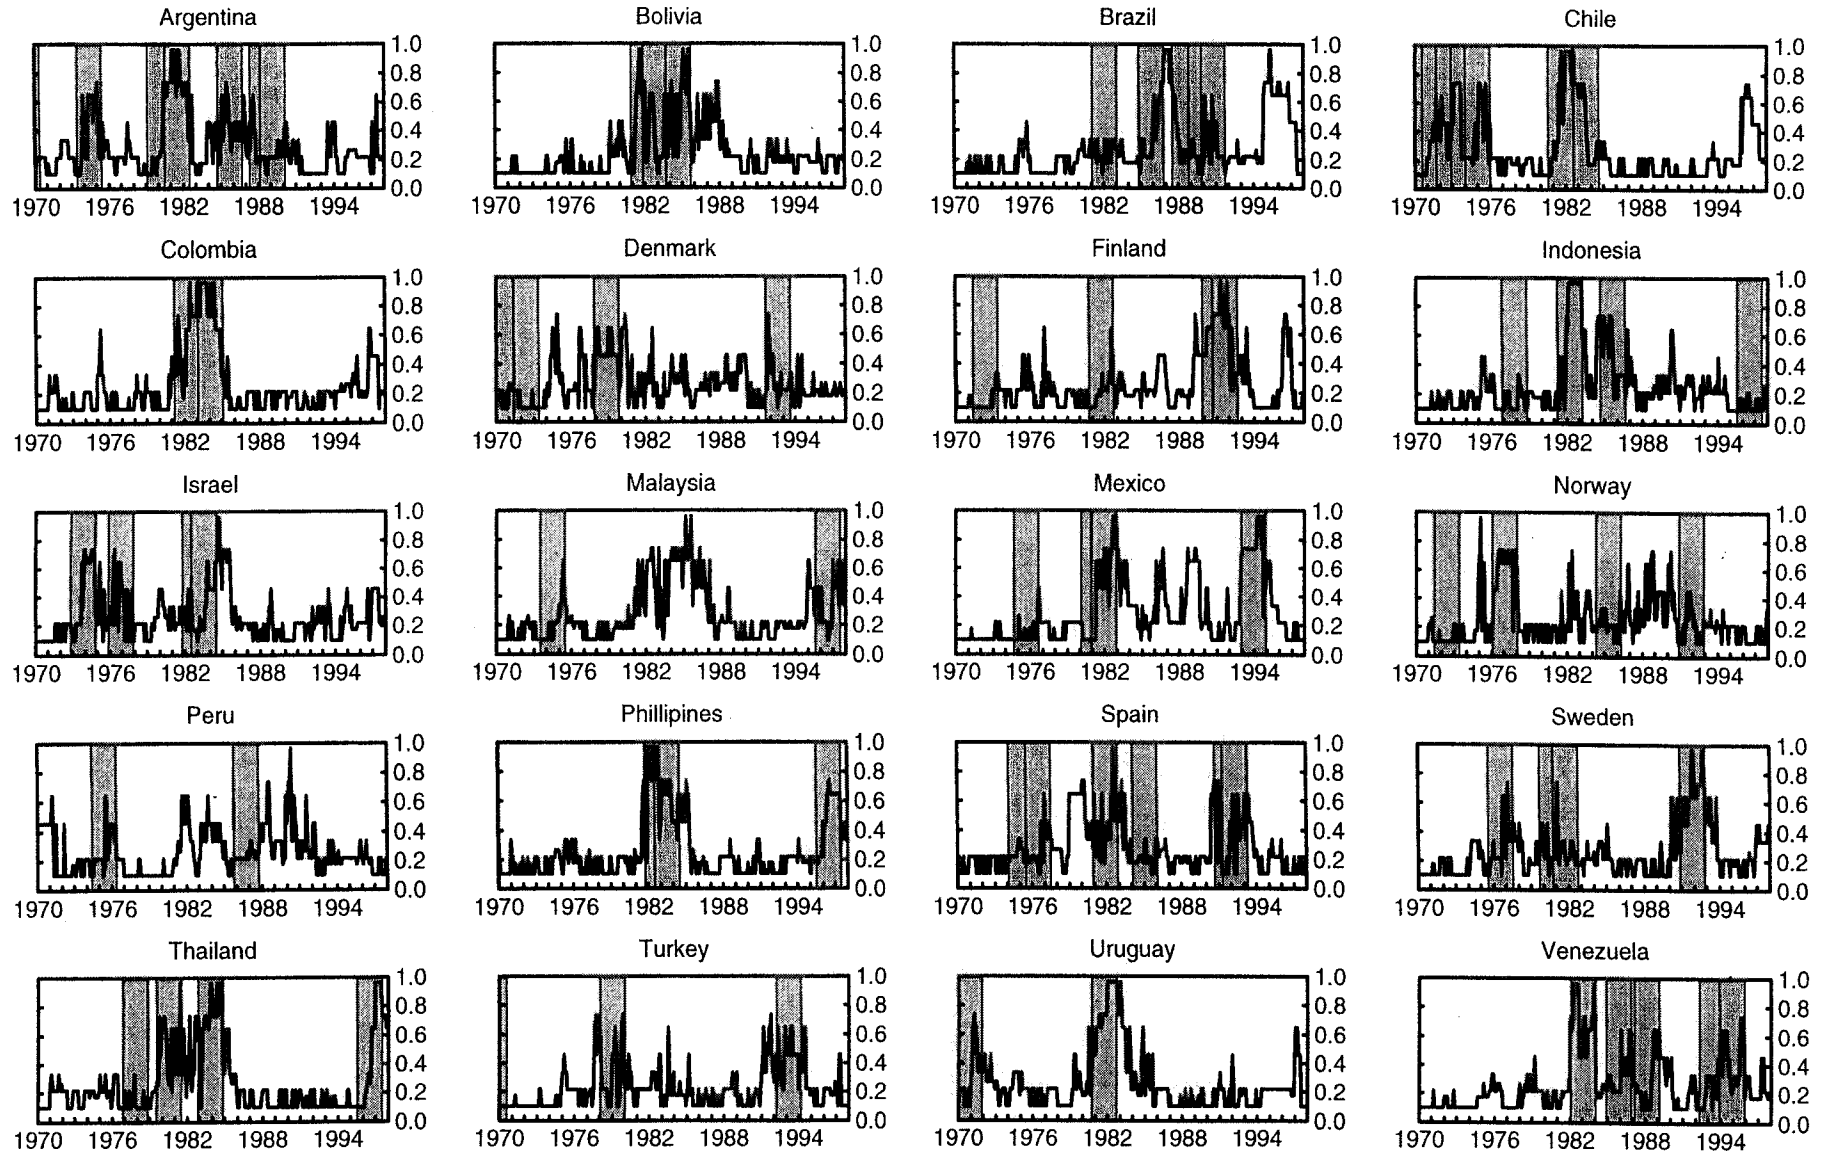 Argentina Bolivia Brazil Chile
1.0 1.0 1.0 1.0
0.8 0.8 0.8 0.8
0.6 0.6 0.6 0.6
0.4 0.4 0.4 0.4
0.2 0.2 0.2 0.2
0.0 0.0 0.0 0.0
1970 1976 1982 1988 1994 1970 1976 1982 1988 1994 1970 1976 1982 1988 1994 1970 1976 1982 1988 1994
Colombia Denmark Finland Indonesia
1.0 1.0 1.0 1.0
0.8 0.8 0.8 0.8
0.6 0.6 0.6 0.6
0.4 0.4 0.4 0.4
0.2 0.2 0.2 0.2
0.0 0.0 0.0 0.0
1970 1976 1982 1988 1994 1970 1976 1982 1988 1994 1970 1976 1982 1988 1994 1970 1976 1982 1988 1994
Israel Malaysia Mexico Norway
1.0 1.0 1.0 1.0
0.8 0.8 0.8 0.8
0.6 0.6 0.6 0.6
0.4 0.4 0.4 0.4
0.2 0.2 0.2 0.2
0.0 0.0 0.0 0.0
1970 1976 1982 1988 1994 1970 1976 1982 1988 1994 1970 1976 1982 1988 1994 1970 1976 1982 1988 1994
Peru Phillipines Spain Sweden
1.0 1.0 1.0 1.0
0.8 0.8 0.8 0.8
0.6 0.6 0.6 0.6
0.4 0.4 0.4 0.4
0.2 0.2 0.2 0.2
0.0 0.0 0.0 0.0
1970 1976 1982 1988 1994 1970 1976 1982 1988 1994 1970 1976 1982 1988 1994 1970 1976 1982 1988 1994
Thailand Turkey Uruguay Venezuela
1.0 1.0 1.0 1.0
0.8 0.8 0.8 0.8
0.6 0.6 0.6 0.6
0.4 0.4 0.4 0.4
0.2 0.2 0.2 0.2
0.0 0.0 0.0 0.0
1970 1976 1982 1988 1994 1970 1976 1982 1988 1994 1970 1976 1982 1988 1994 1970 1976 1982 1988 1994